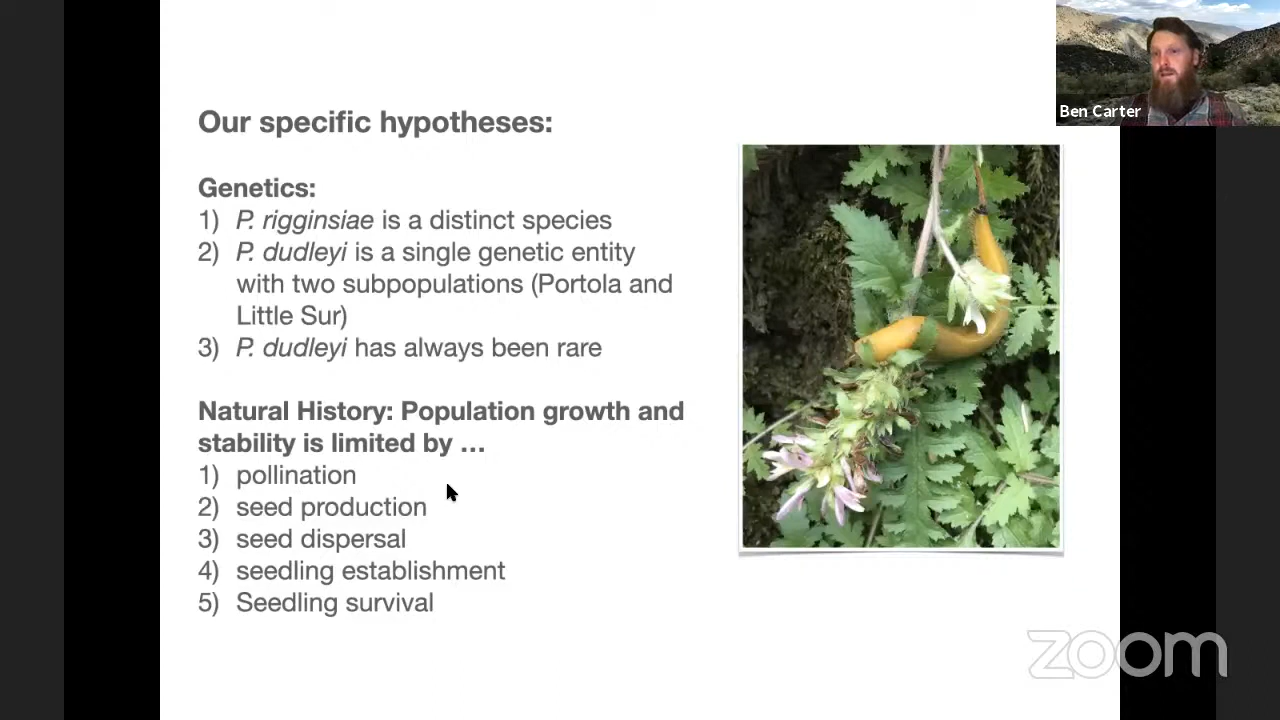 Ben Carter
Our specific hypotheses:
Genetics:
1) P. rigginsiae is a distinct species
2) P. dudleyi is a single genetic entity
with two subpopulations (Portola and
Little Sur)
3) P. dudleyi has always been rare
Natural History: Population growth and
stability is limited by …
1) pollination
2) seed production
3) seed dispersal
4) seedling establishment
5) Seedling survival
zoom